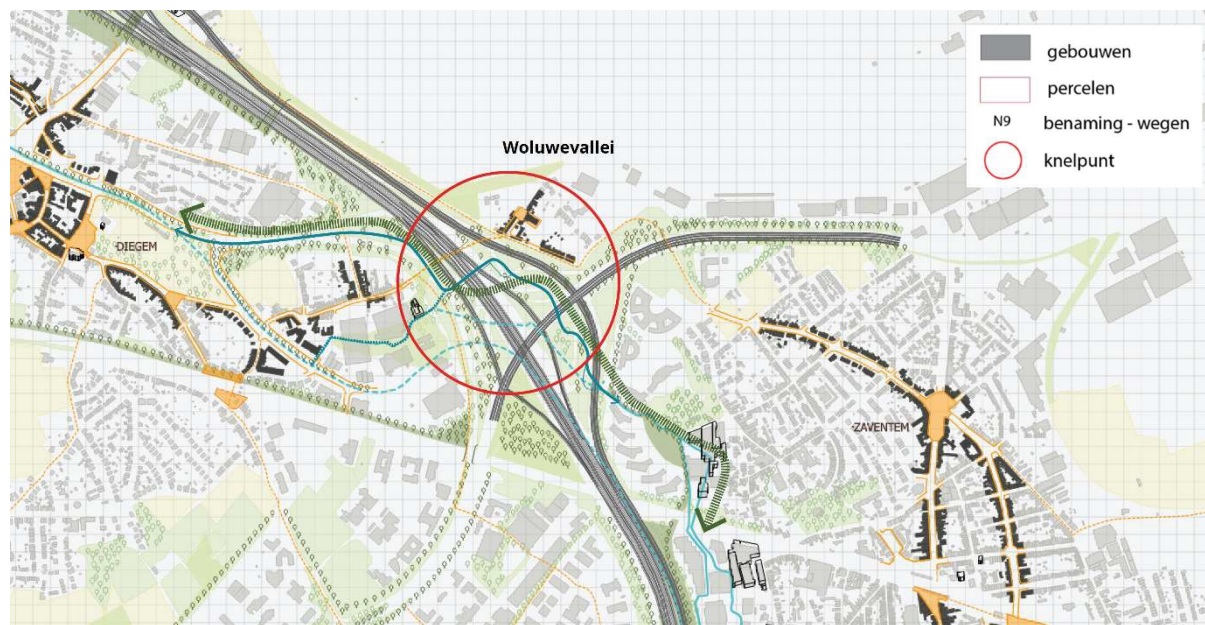 Woluwevallei
DIEGEM
ZAVENTEM
gebouwen
percelen
N9 benaming - wegen
knelpunt